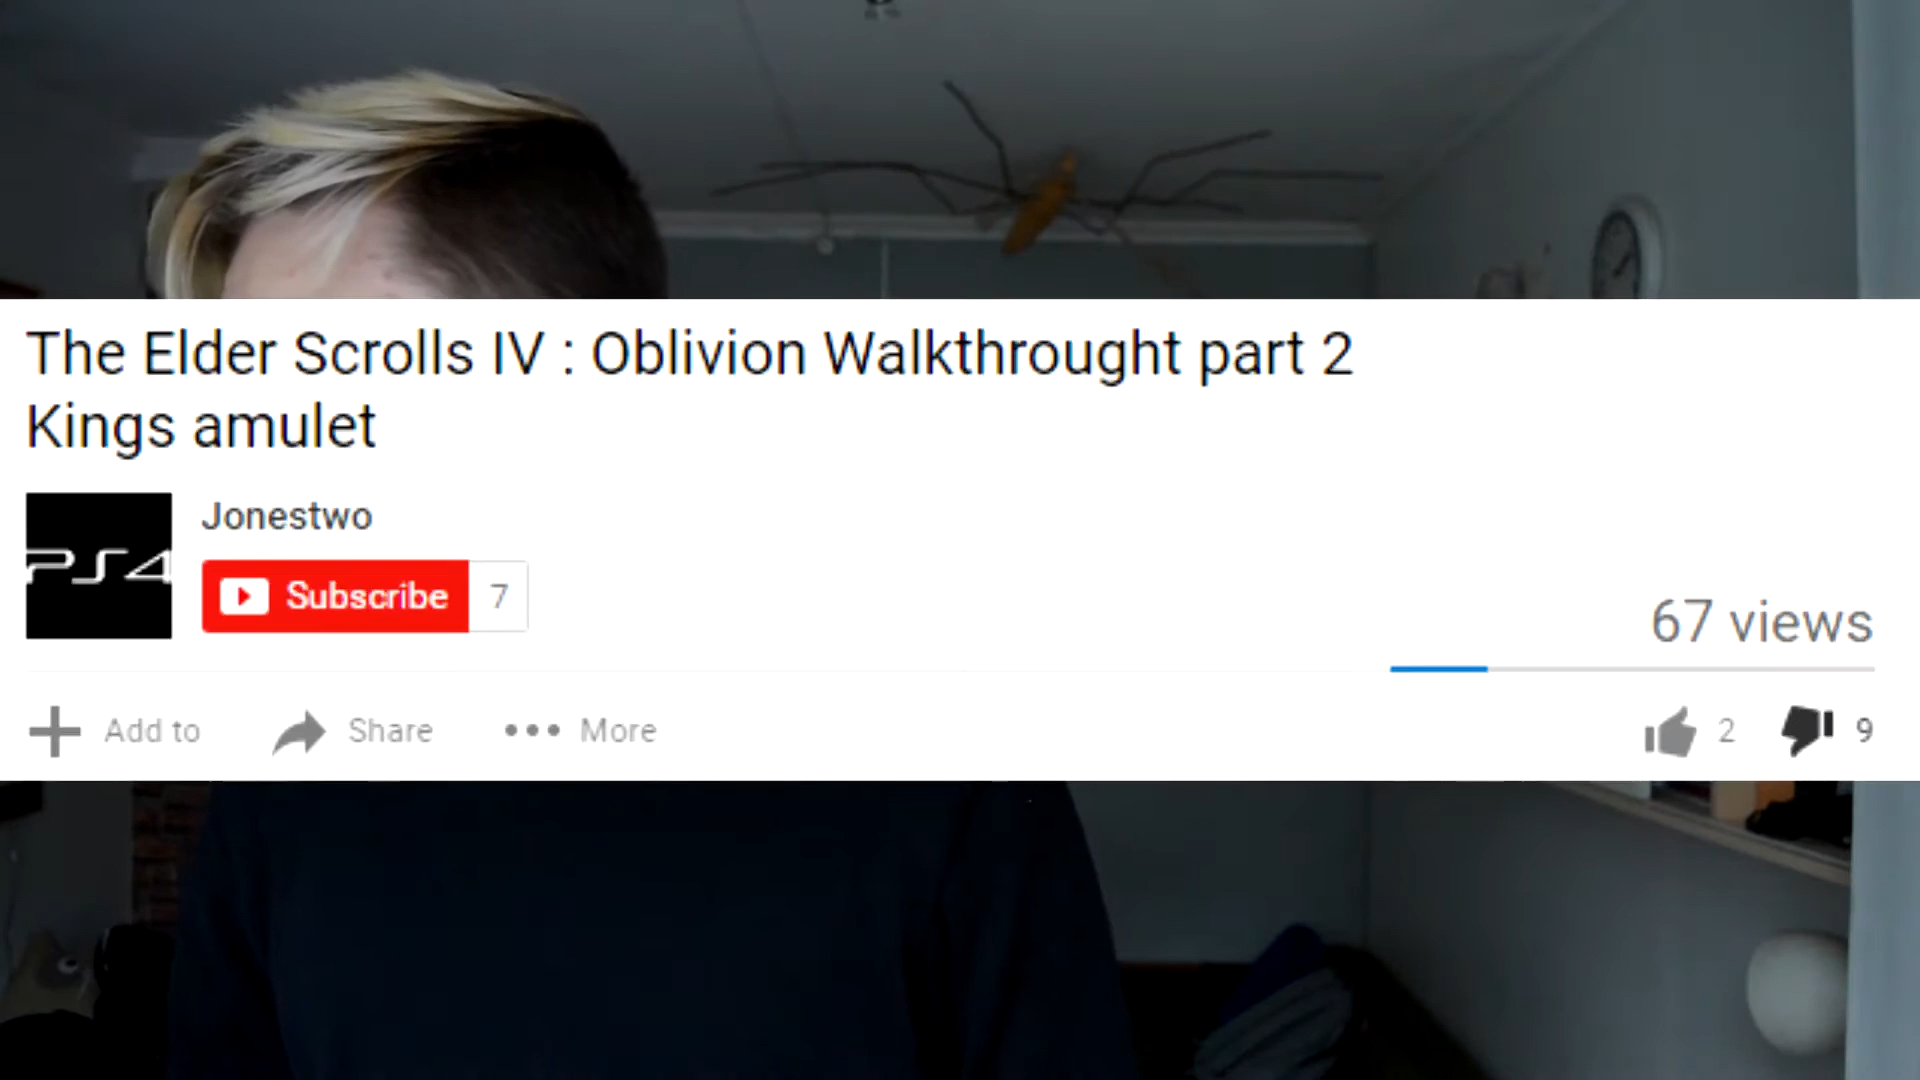 The Elder Scrolls IV : Oblivion Walkthrought part 2
Kings amulet
PS4
Jonestwo
Subscribe 7
67 views
Add to Share More 2 9